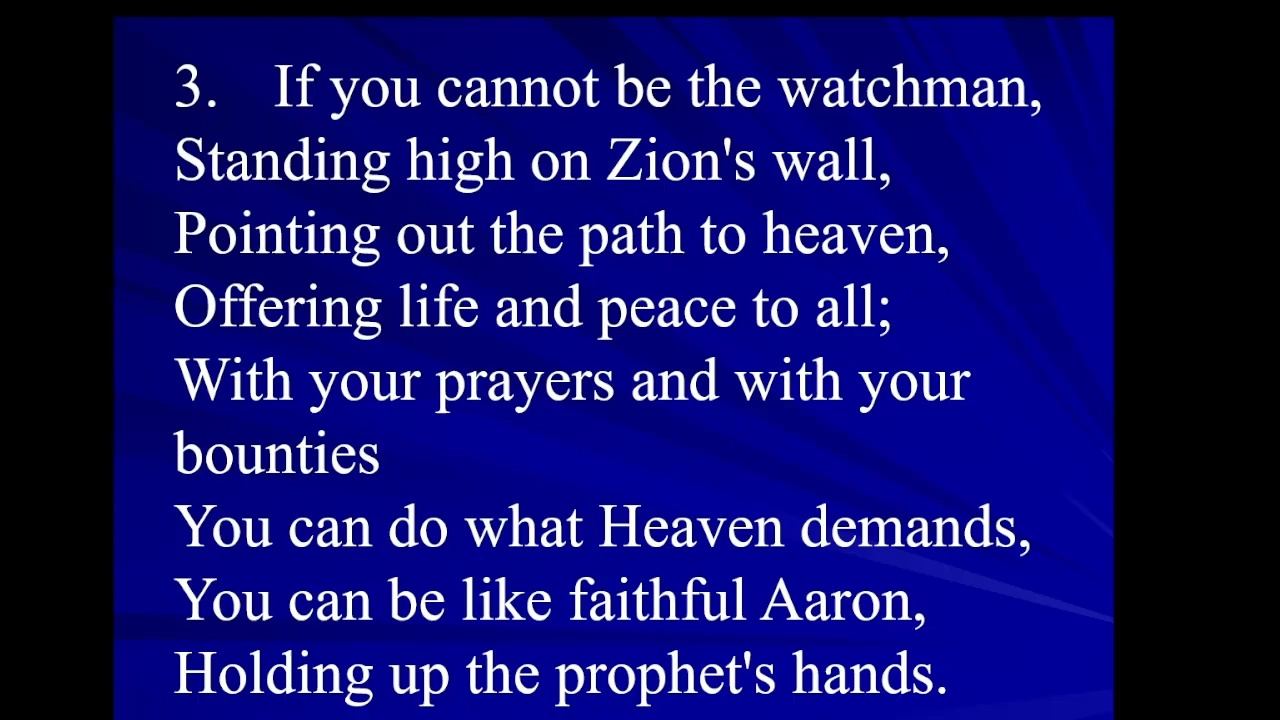 3. If you cannot be the watchman,
Standing high on Zion's wall,
Pointing out the path to heaven,
Offering life and peace to all;
With your prayers and with your
bounties
You can do what Heaven demands,
You can be like faithful Aaron,
Holding up the prophet's hands.